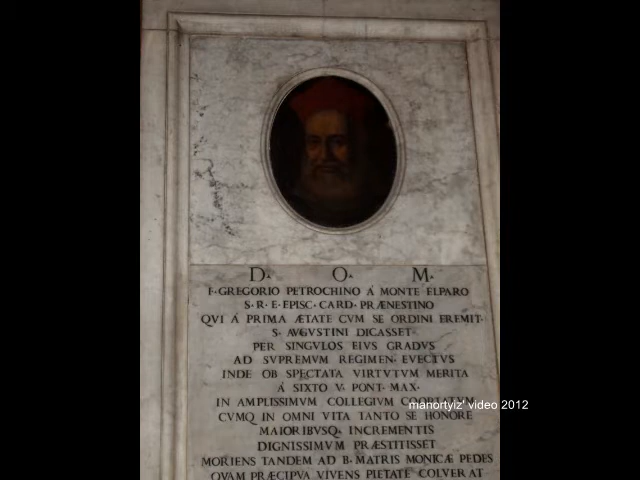 D· O· M·
F·GREGORIO PETROCHINO Á MONTE ELPARO
S·R·E·EPISC·CARD·PRÆNESTINO
QVI Á PRIMA ÆTATE CVM SE ORDINI EREMIT·
S·AVGVSTINI DICASSET·
PER SINGVLOS EIVS GRADVS
AD SVPREMVM REGIMEN· EVECTVS
INDE OB SPECTATA VIRTVTVM MERITA
Á SIXTO V·PONT·MAX·
IN AMPLISSIMVM COLLEGIVM COOPTATVM
manortyiz' video 2012
CVMQ IN OMNI VITA TANTO SE HONORE
MAIORIBVSQ· INCREMENTIS
DIGNISSIMVM PRÆSTITISSET
MORIENS TANDEM AD B·MATRIS MONICÆ PEDES
QVAM PRÆCIPVA VIVENS PIETATE COLVERAT